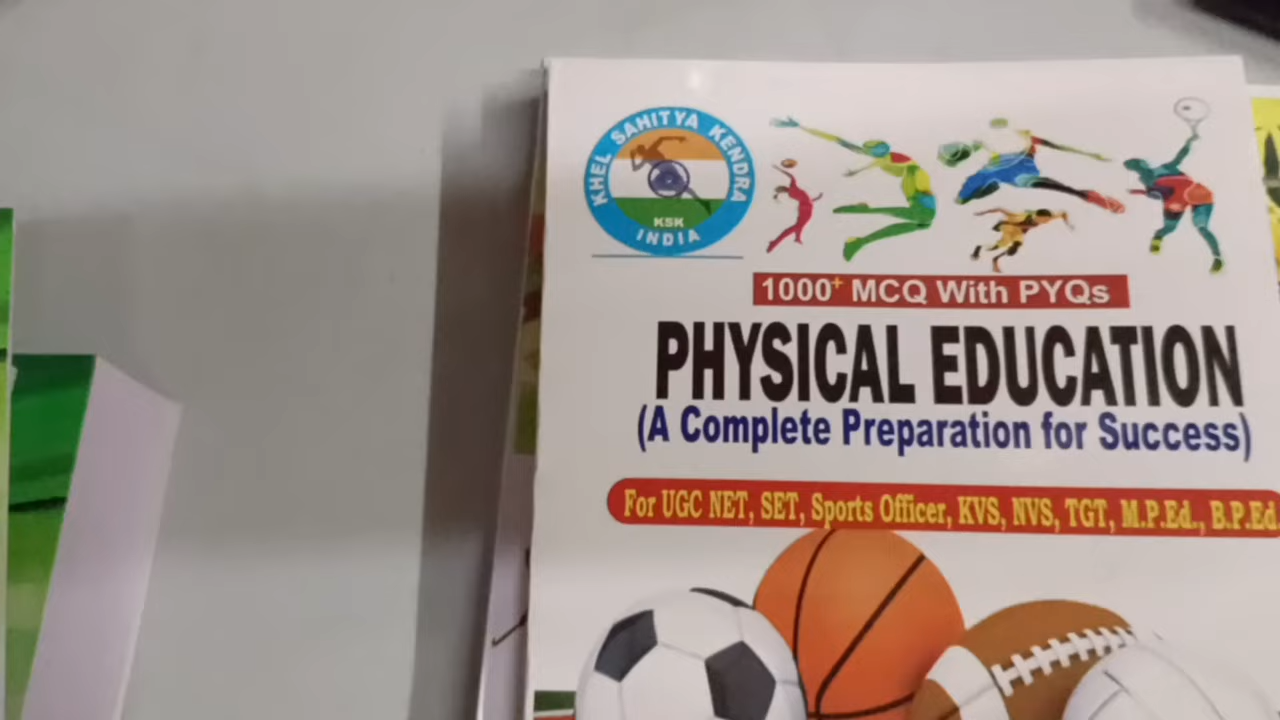 KHEL SAHITYA KENDRA
KSK
INDIA
1000+ MCQ With PYQs
PHYSICAL EDUCATION
(A Complete Preparation for Success)
For UGC NET, SET, Sports Officer, KVS, NVS, TGT, M.P.Ed., B.P.Ed.